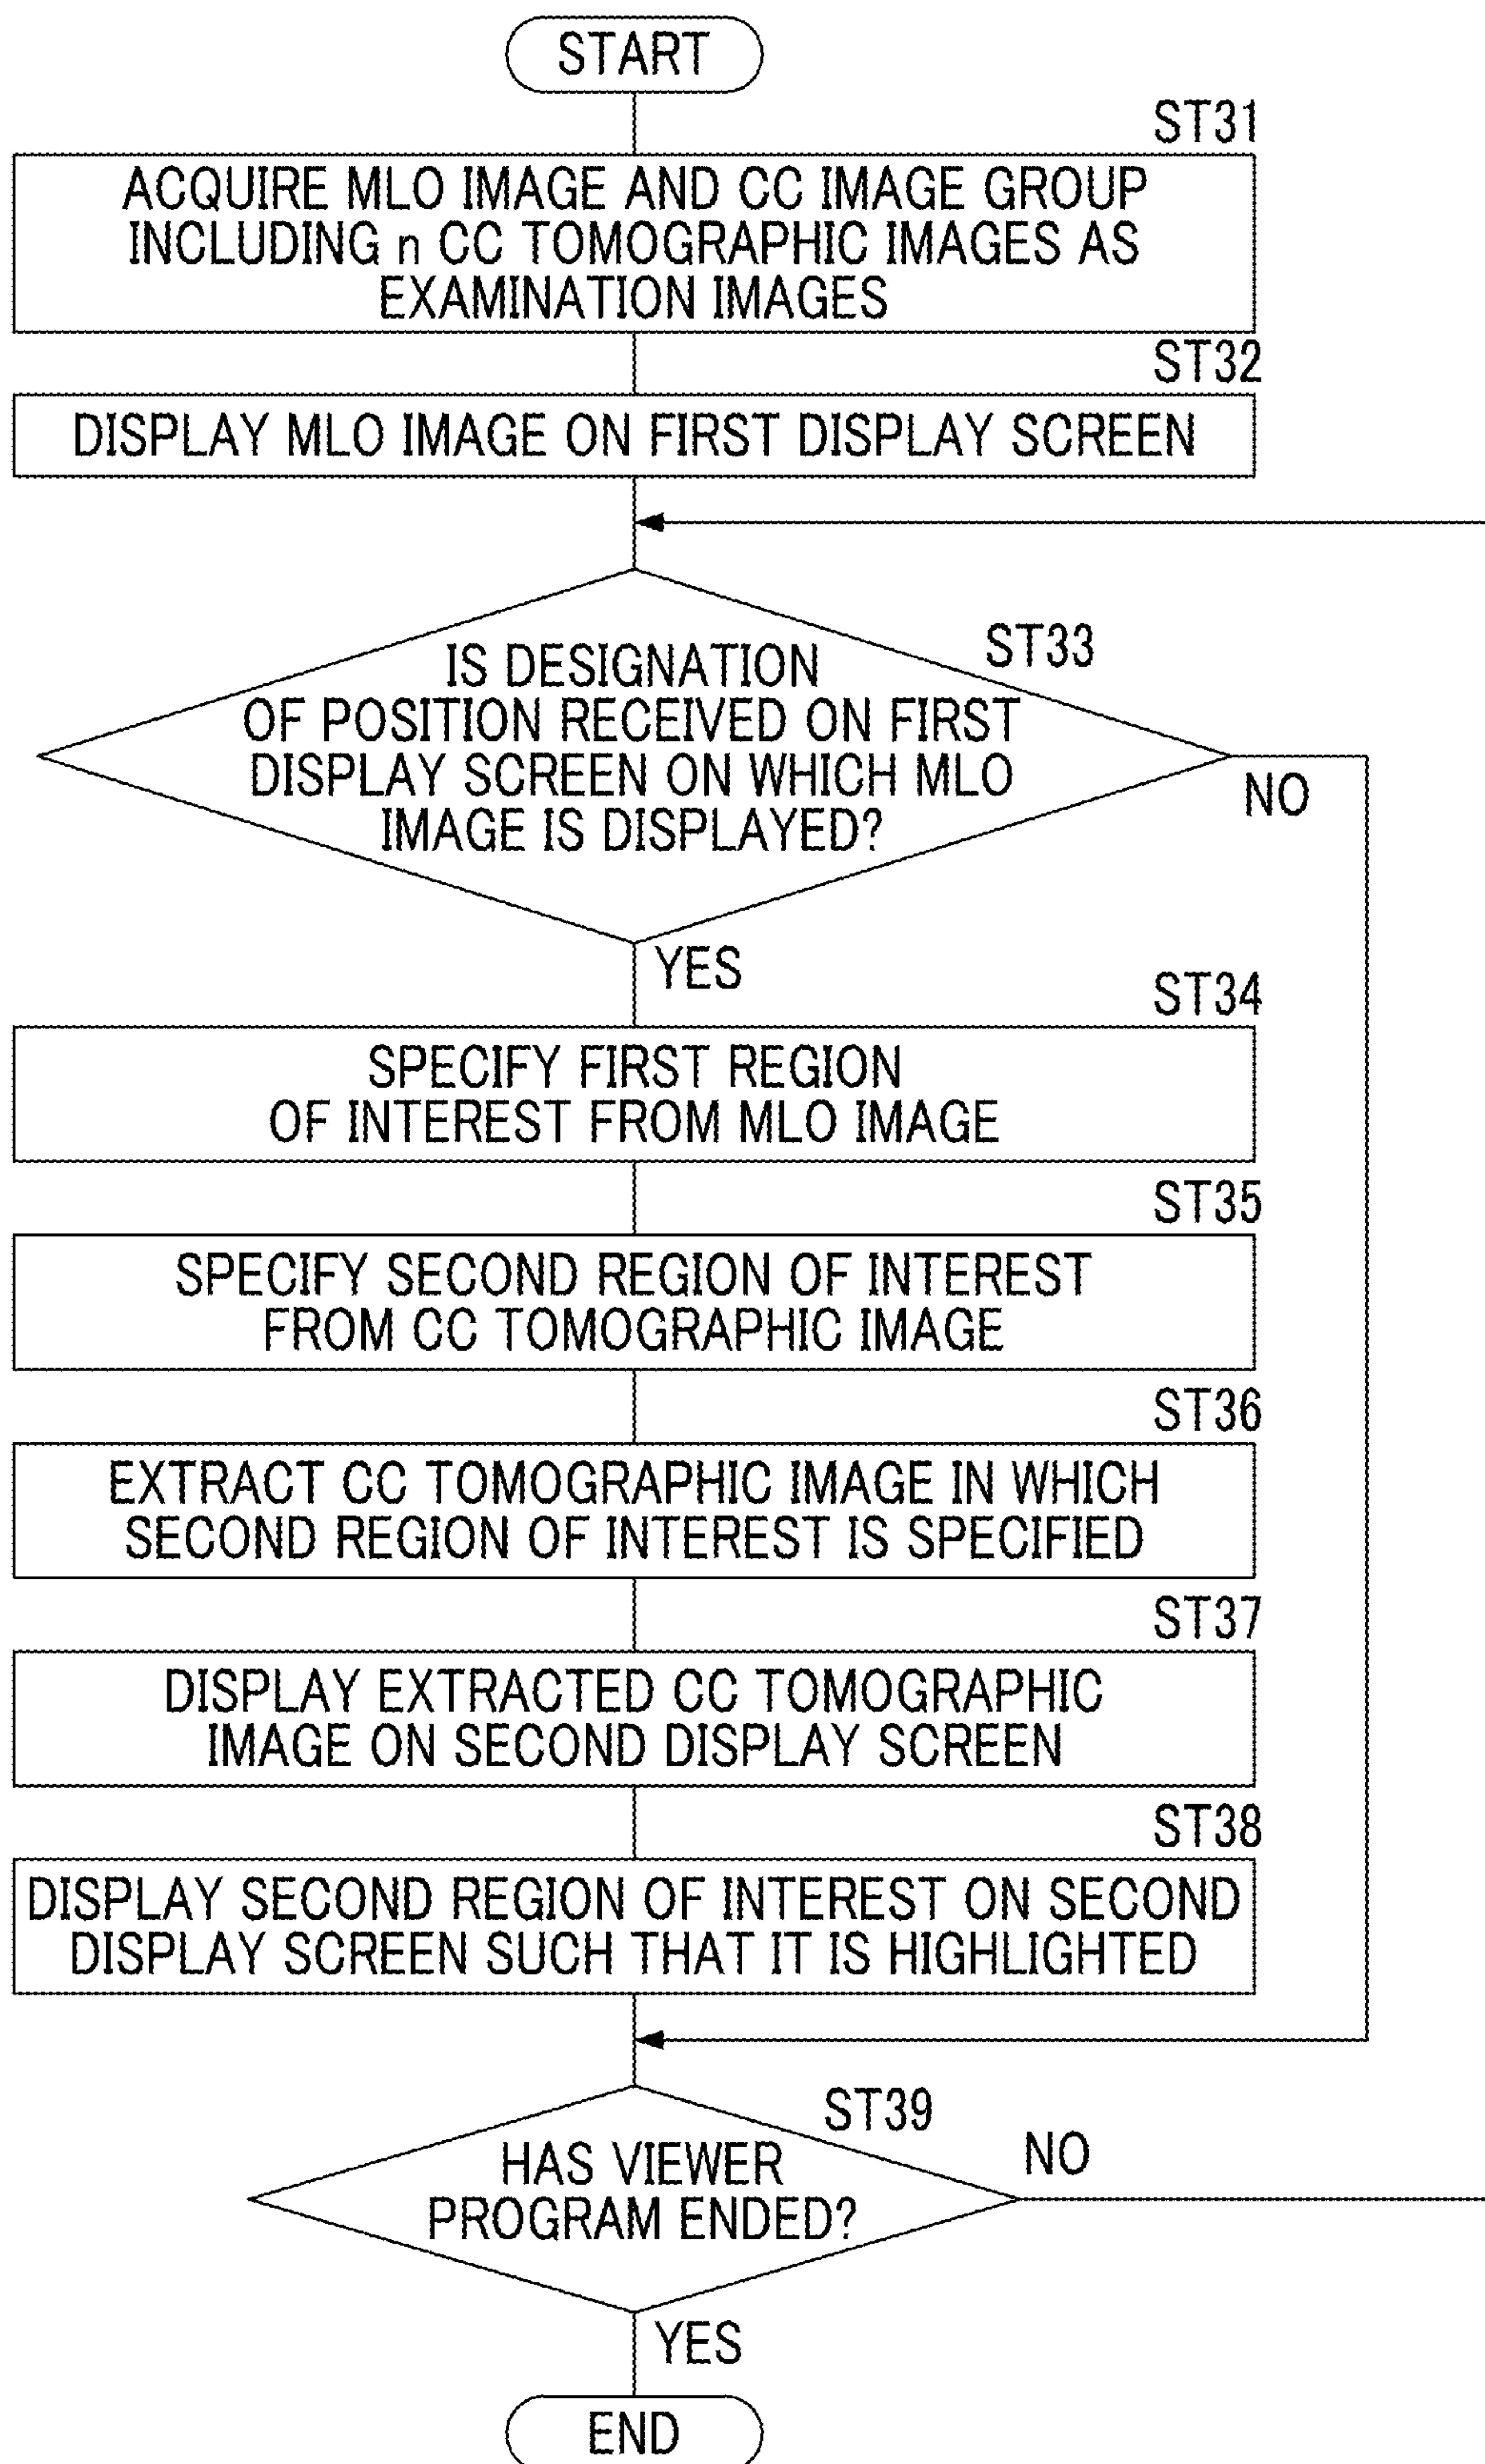 START
ST31
ACQUIRE MLO IMAGE AND CC IMAGE GROUP
INCLUDING n CC TOMOGRAPHIC IMAGES AS
EXAMINATION IMAGES
ST32
DISPLAY MLO IMAGE ON FIRST DISPLAY SCREEN
ST33
IS DESIGNATION
OF POSITION RECEIVED ON FIRST
DISPLAY SCREEN ON WHICH MLO
IMAGE IS DISPLAYED?
NO
YES
ST34
SPECIFY FIRST REGION
OF INTEREST FROM MLO IMAGE
ST35
SPECIFY SECOND REGION OF INTEREST
FROM CC TOMOGRAPHIC IMAGE
ST36
EXTRACT CC TOMOGRAPHIC IMAGE IN WHICH
SECOND REGION OF INTEREST IS SPECIFIED
ST37
DISPLAY EXTRACTED CC TOMOGRAPHIC
IMAGE ON SECOND DISPLAY SCREEN
ST38
DISPLAY SECOND REGION OF INTEREST ON SECOND
DISPLAY SCREEN SUCH THAT IT IS HIGHLIGHTED
ST39
HAS VIEWER
PROGRAM ENDED?
NO
YES
END